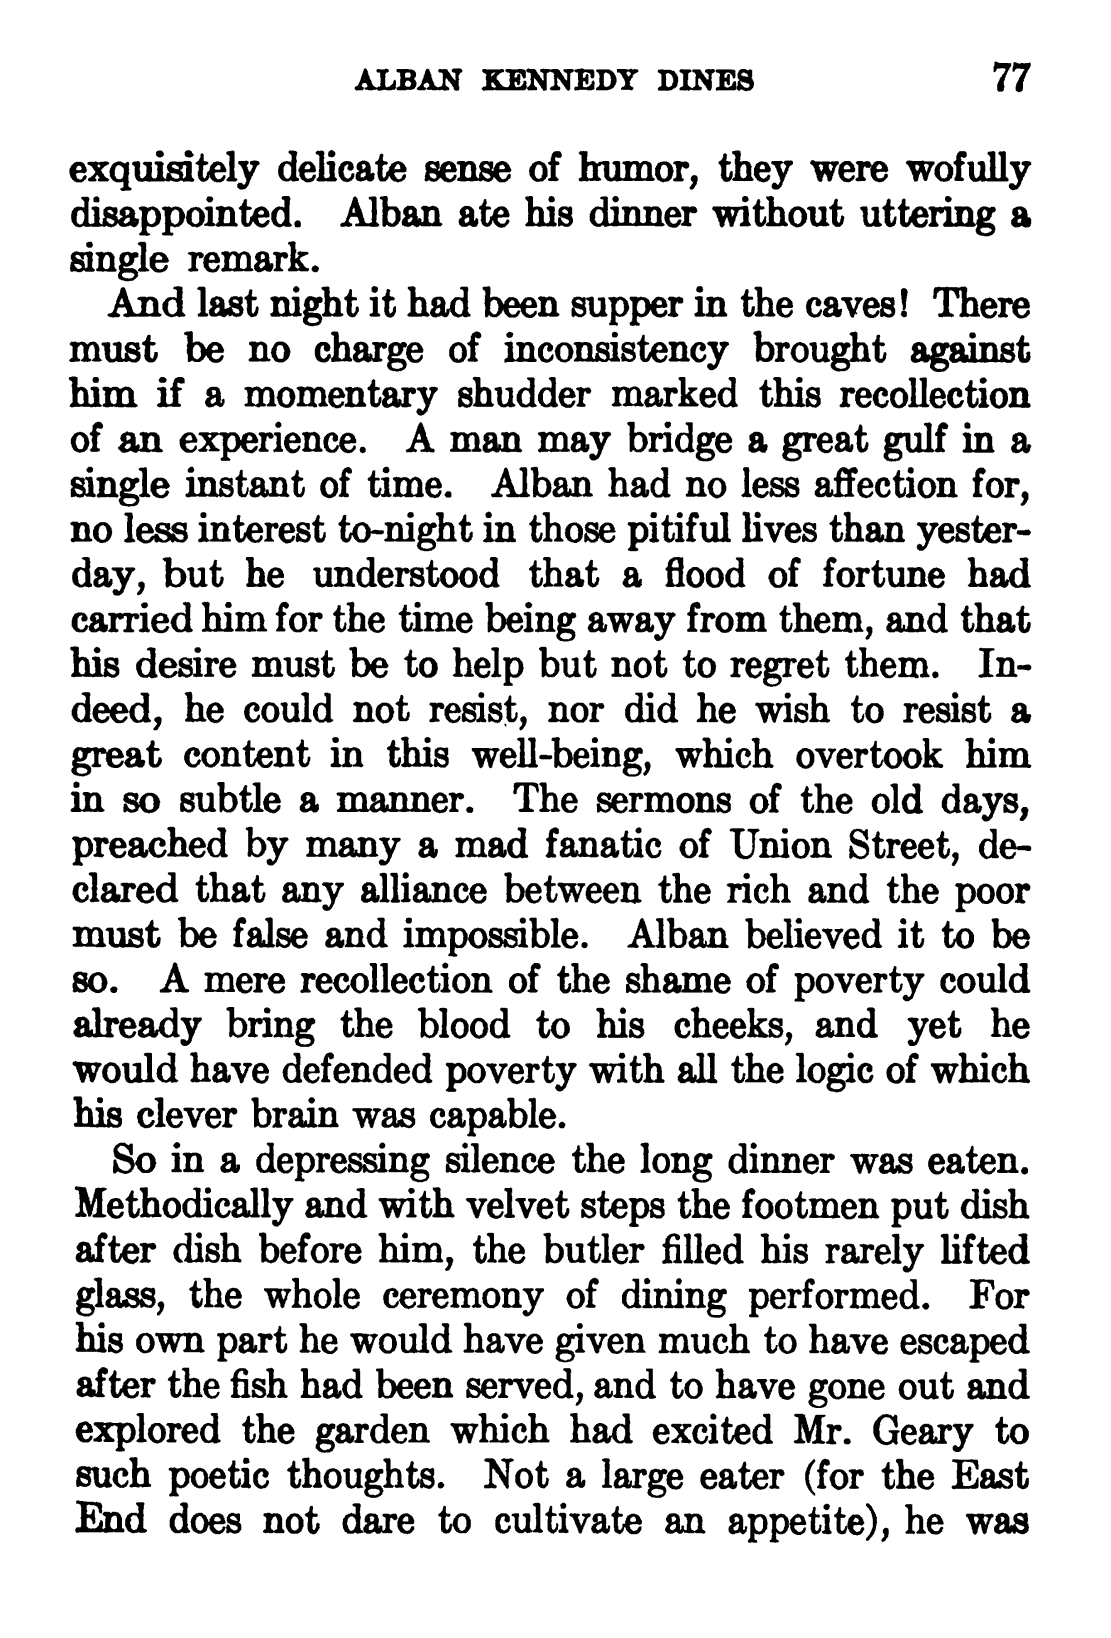 ALBAN KENNEDY DINES 77
exquisitely delicate sense of humor, they were wofully
disappointed. Alban ate his dinner without uttering a
single remark.
And last night it had been supper in the caves! There
must be no charge of inconsistency brought against
him if a momentary shudder marked this recollection
of an experience. A man may bridge a great gulf in a
single instant of time. Alban had no less affection for,
no less interest to-night in those pitiful lives than yester-
day, but he understood that a flood of fortune had
carried him for the time being away from them, and that
his desire must be to help but not to regret them. In-
deed, he could not resist, nor did he wish to resist a
great content in this well-being, which overtook him
in so subtle a manner. The sermons of the old days,
preached by many a mad fanatic of Union Street, de-
clared that any alliance between the rich and the poor
must be false and impossible. Alban believed it to be
so. A mere recollection of the shame of poverty could
already bring the blood to his cheeks, and yet he
would have defended poverty with all the logic of which
his clever brain was capable.
So in a depressing silence the long dinner was eaten.
Methodically and with velvet steps the footmen put dish
after dish before him, the butler filled his rarely lifted
glass, the whole ceremony of dining performed. For
his own part he would have given much to have escaped
after the fish had been served, and to have gone out and
explored the garden which had excited Mr. Geary to
such poetic thoughts. Not a large eater (for the East
End does not dare to cultivate an appetite), he was